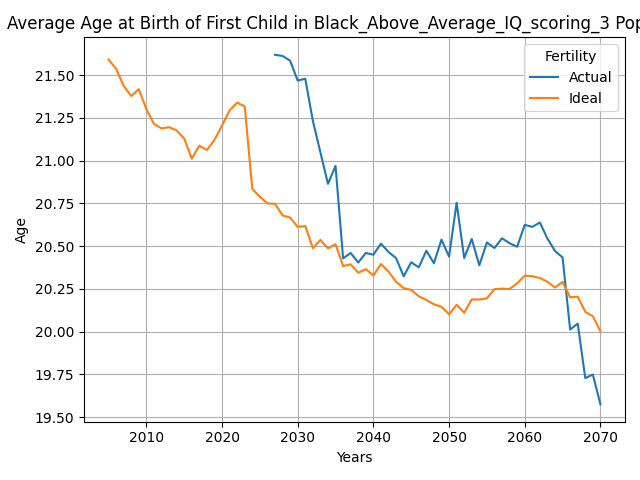 Average Age at Birth of First Child in Black_Above_Average_IQ_scoring_3 Pop
Fertility
Actual
Ideal
21.50
21.25
21.00
20.75
20.50
20.25
20.00
19.75
19.50
Age
2010 2020 2030 2040 2050 2060 2070
Years